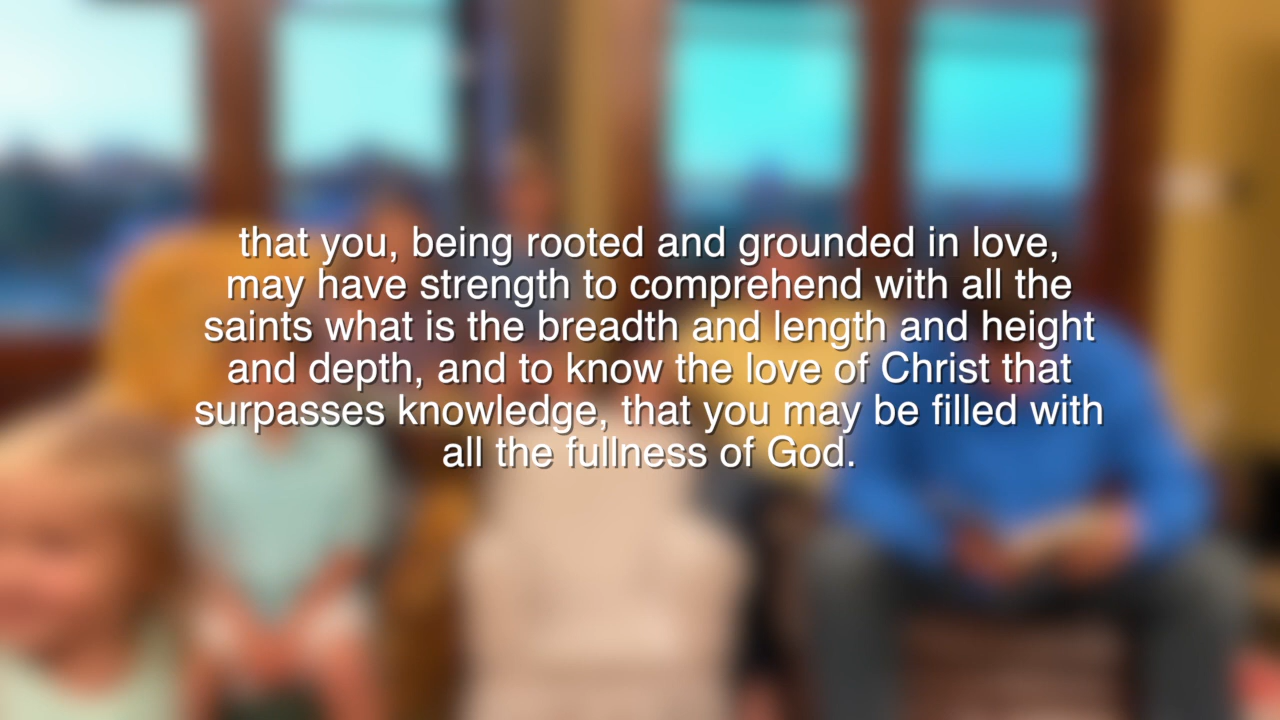 that you, being rooted and grounded in love,
may have strength to comprehend with all the
saints what is the breadth and length and height
and depth, and to know the love of Christ that
surpasses knowledge, that you may be filled with
all the fullness of God.